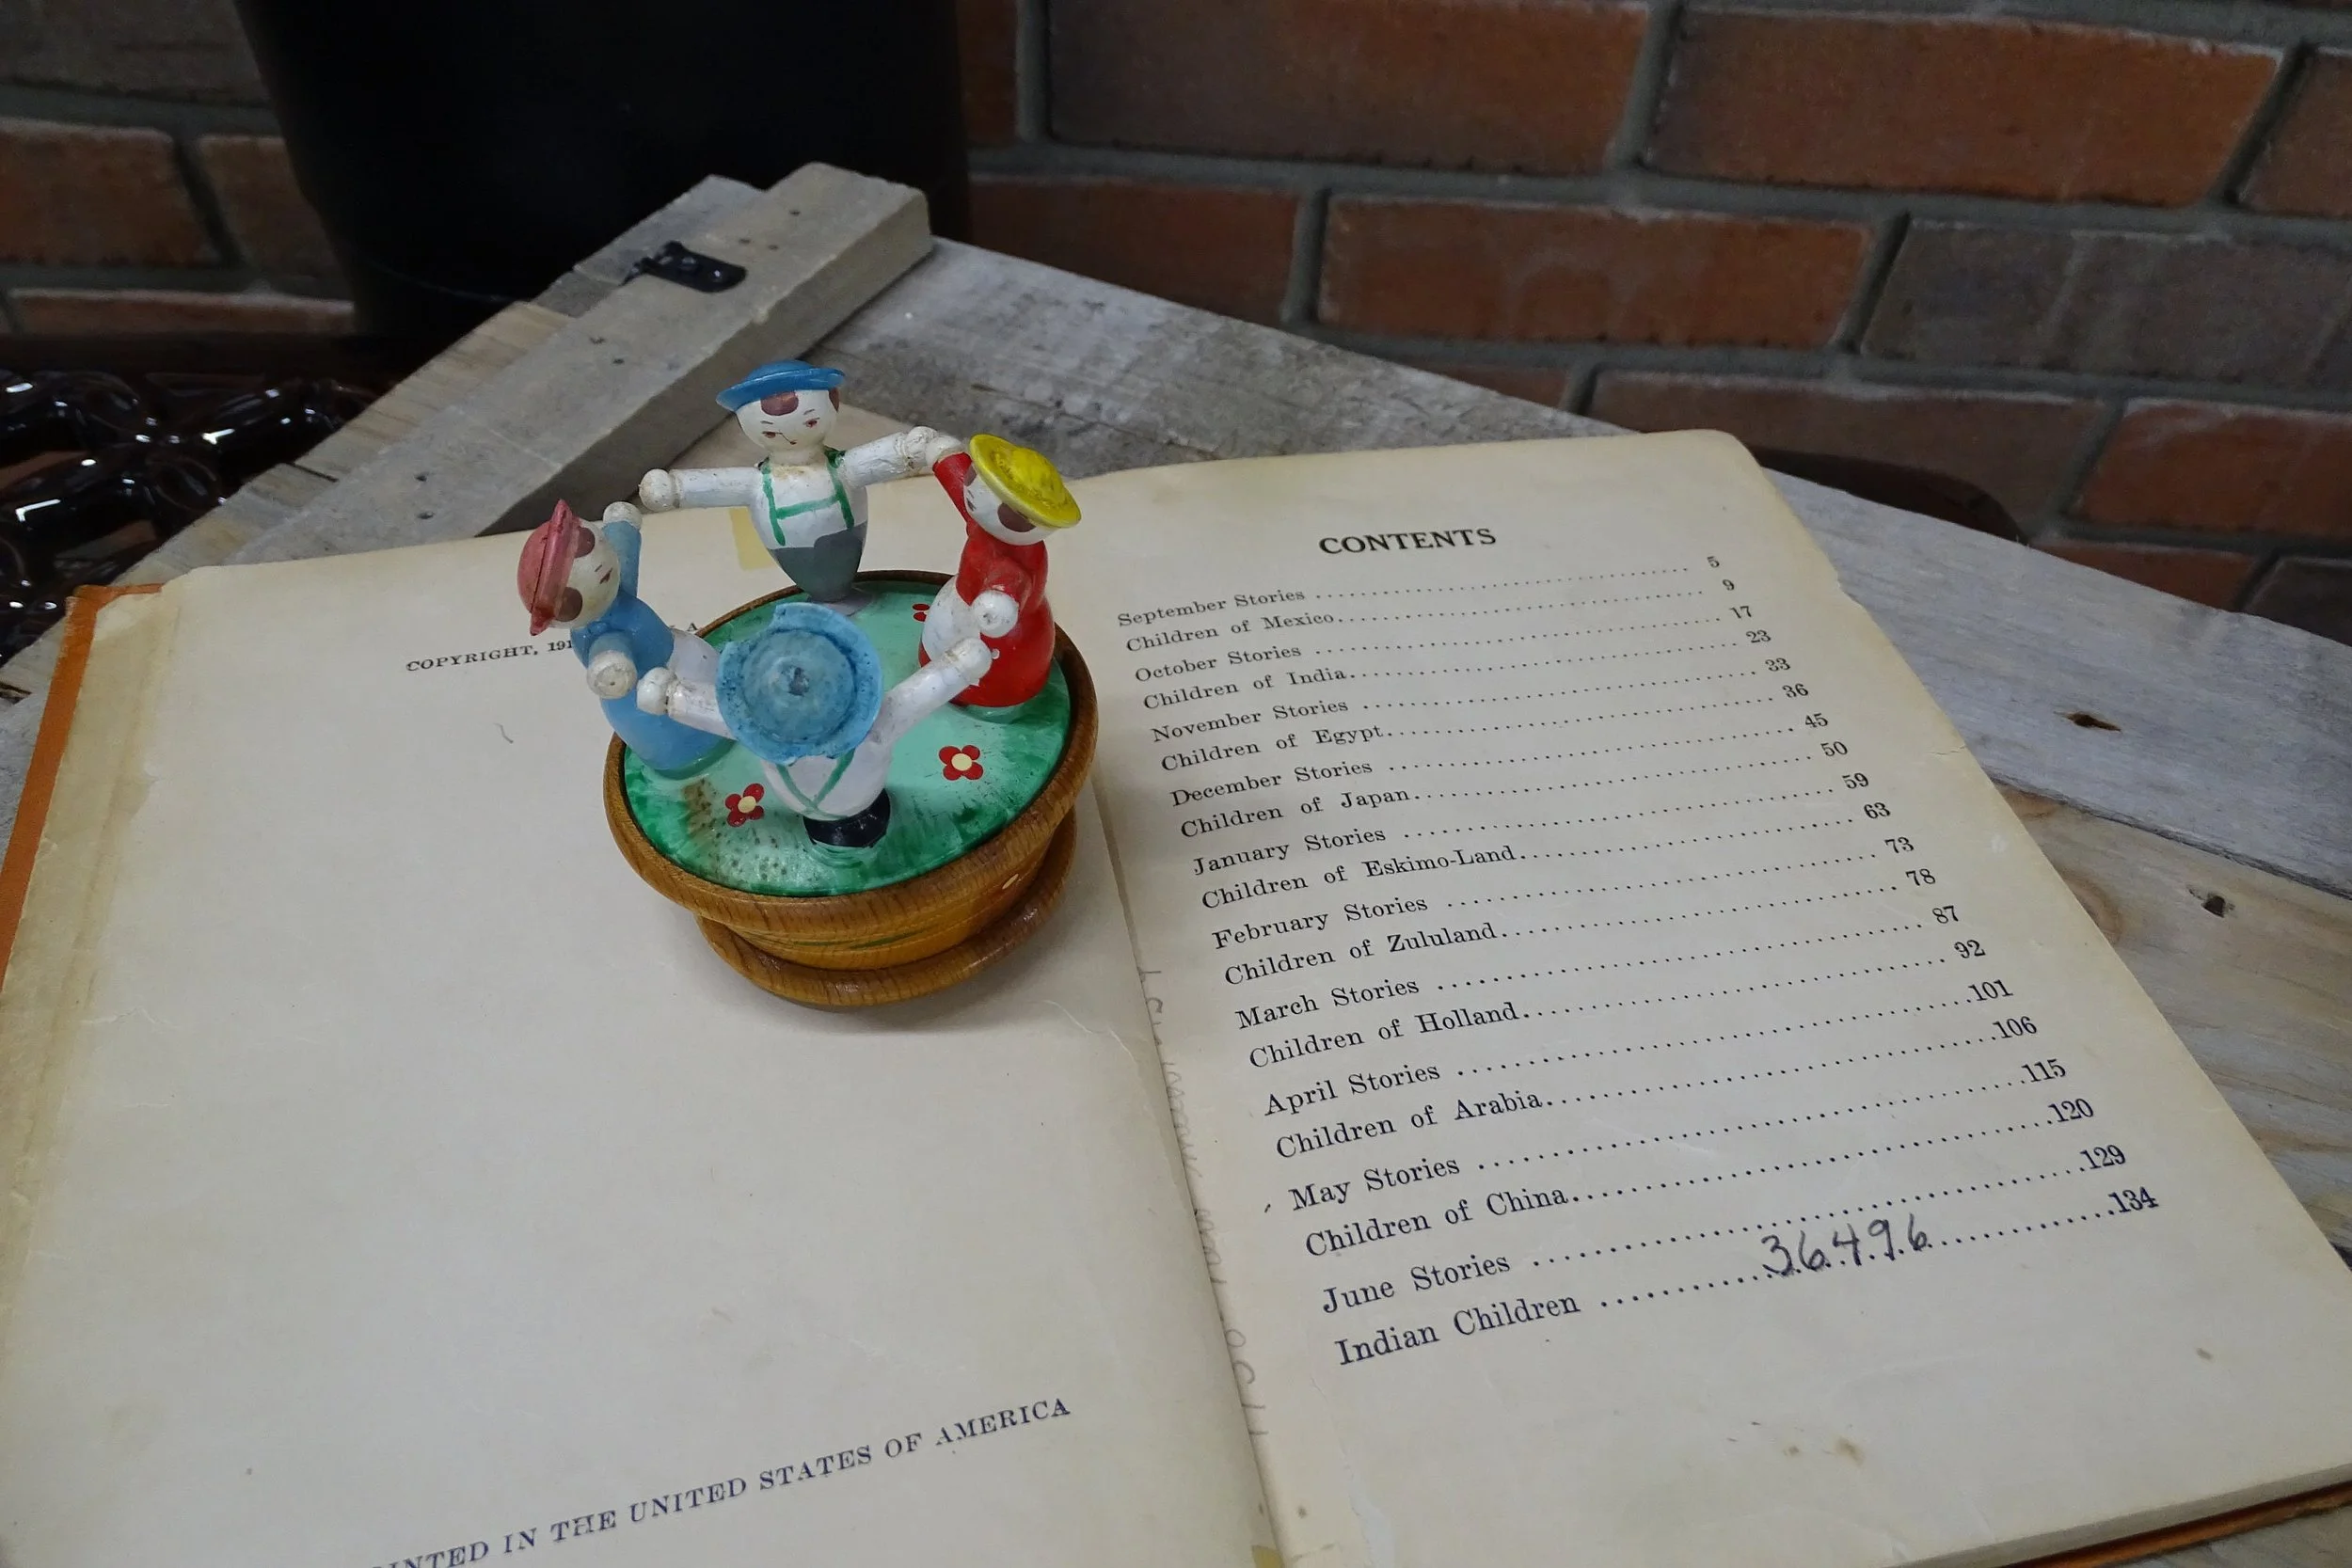 COPYRIGHT, 191
PRINTED IN THE UNITED STATES OF AMERICA
CONTENTS
September Stories ........................................ 5
Children of Mexico........................................ 9
October Stories ........................................ 17
Children of India........................................ 23
November Stories ........................................ 33
Children of Egypt........................................ 36
December Stories ........................................ 45
Children of Japan........................................ 50
January Stories ........................................ 59
Children of Eskimo-Land........................................ 63
February Stories ........................................ 73
Children of Zululand........................................ 78
March Stories ........................................ 87
Children of Holland........................................ 92
April Stories ........................................101
Children of Arabia........................................106
May Stories ........................................115
Children of China........................................120
June Stories ........................................129
Indian Children ........................................134
36496